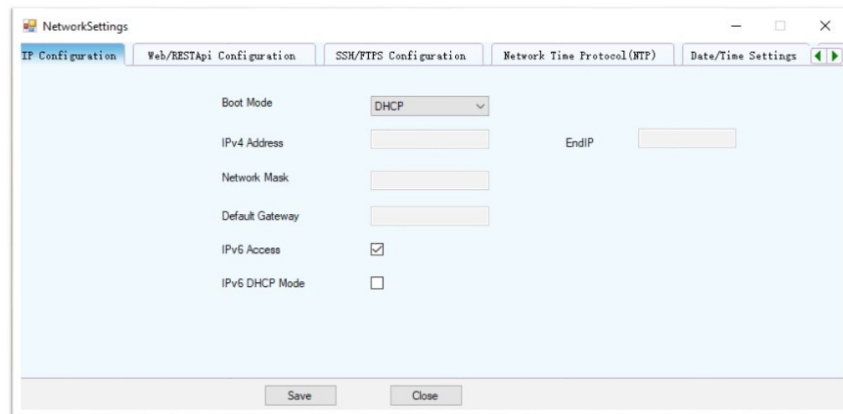 NetworkSettings
IP Configuration Web/RESTApi Configuration SSH/FTPS Configuration Network Time Protocol(NTP) Date/Time Settings
Boot Mode DHCP
IPv4 Address EndIP
Network Mask
Default Gateway
IPv6 Access
IPv6 DHCP Mode
Save Close